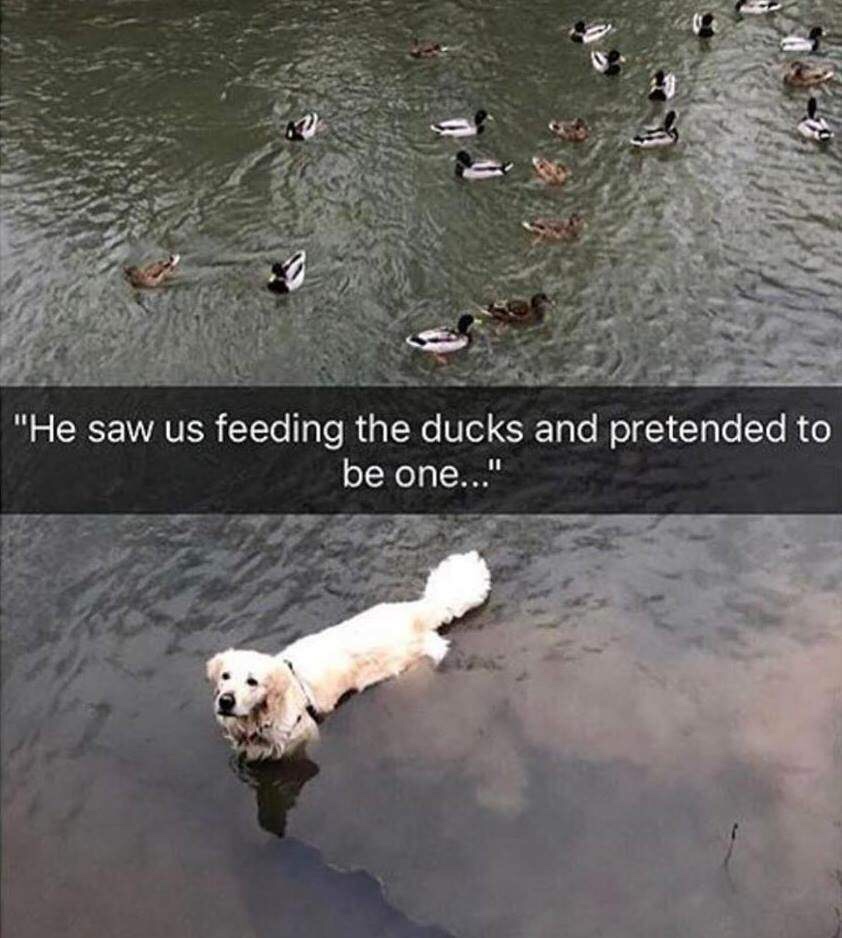 "He saw us feeding the ducks and pretended to
be one..."